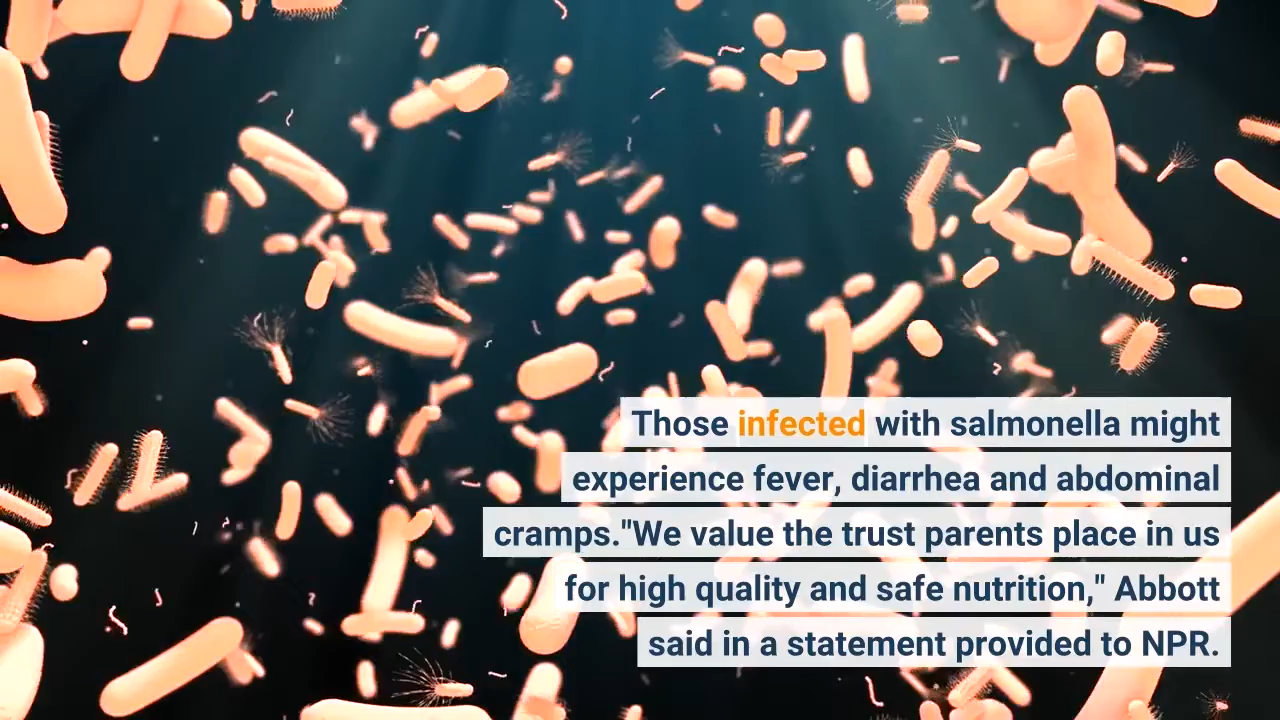 Those infected with salmonella might
experience fever, diarrhea and abdominal
cramps."We value the trust parents place in us
for high quality and safe nutrition," Abbott
said in a statement provided to NPR.